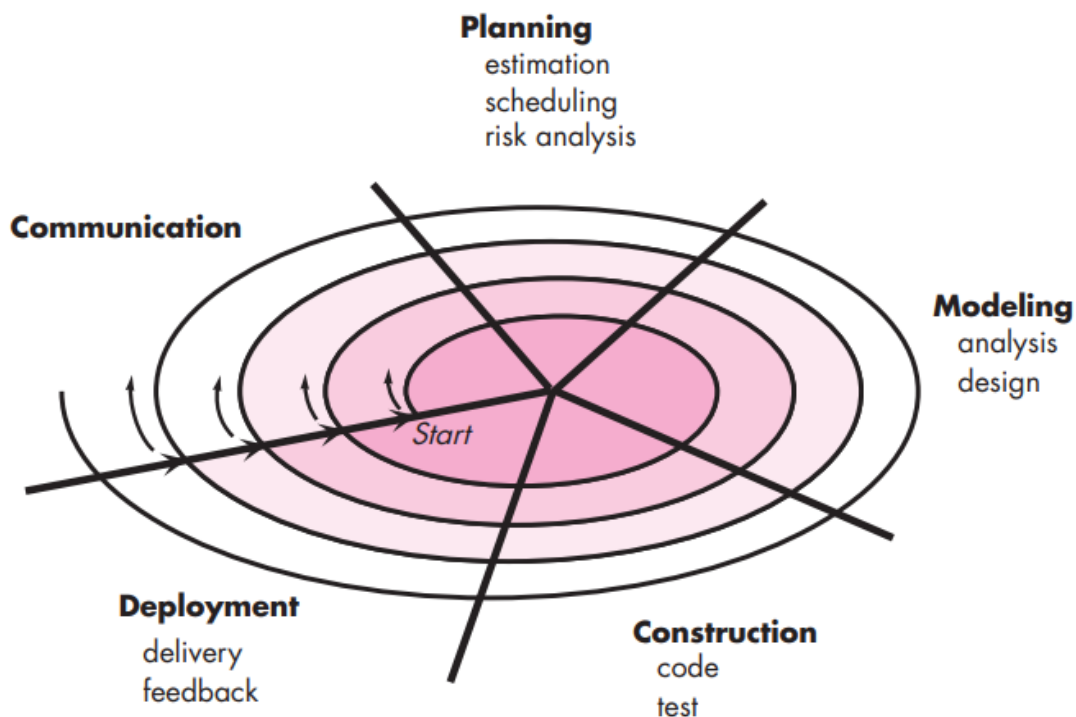 Planning
estimation
scheduling
risk analysis
Communication
Modeling
analysis
design
Start
Deployment
delivery
feedback
Construction
code
test